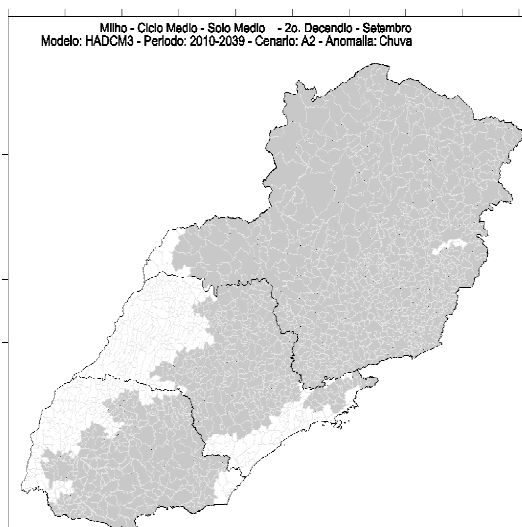 Milho - Ciclo Medio - Solo Medio - 2o. Decendio - Setembro
Modelo: HADCM3 - Periodo: 2010-2039 - Cenario: A2 - Anomalia: Chuva